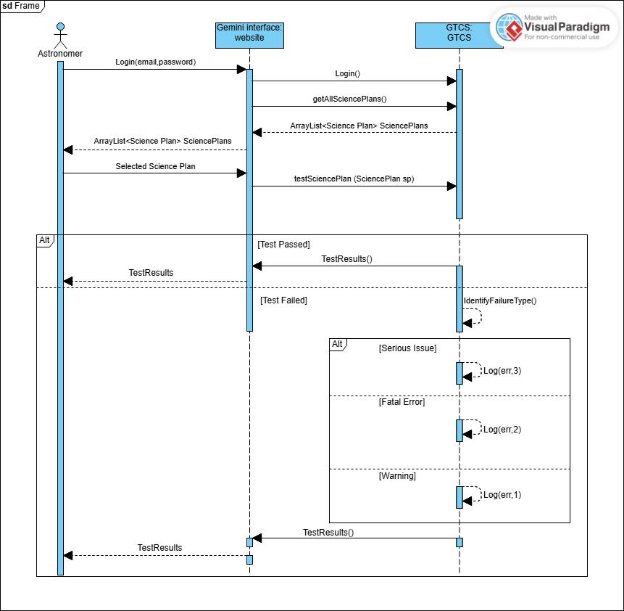 sd Frame
Made with
VisualParadigm
For non-commercial use
Gemini interface:
website
GTCS:
GTCS
Astronomer
Login(email,password)
Login()
getAllSciencePlans()
ArrayList<Science Plan> SciencePlans
ArrayList<Science Plan> SciencePlans
Selected Science Plan
testSciencePlan (SciencePlan sp)
Alt
[Test Passed]
TestResults()
TestResults
[Test Failed]
IdentifyFailureType()
Alt
[Serious Issue]
Log(err,3)
[Fatal Error]
Log(err,2)
[Warning]
Log(err,1)
TestResults()
TestResults